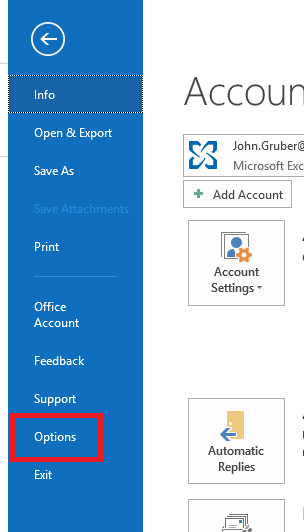 Info
Open & Export
Save As
Save Attachments
Print
Office
Account
Feedback
Support
Options
Exit
Accoun
John.Gruber@
Microsoft Exc
Add Account
Account
Settings
Automatic
Replies